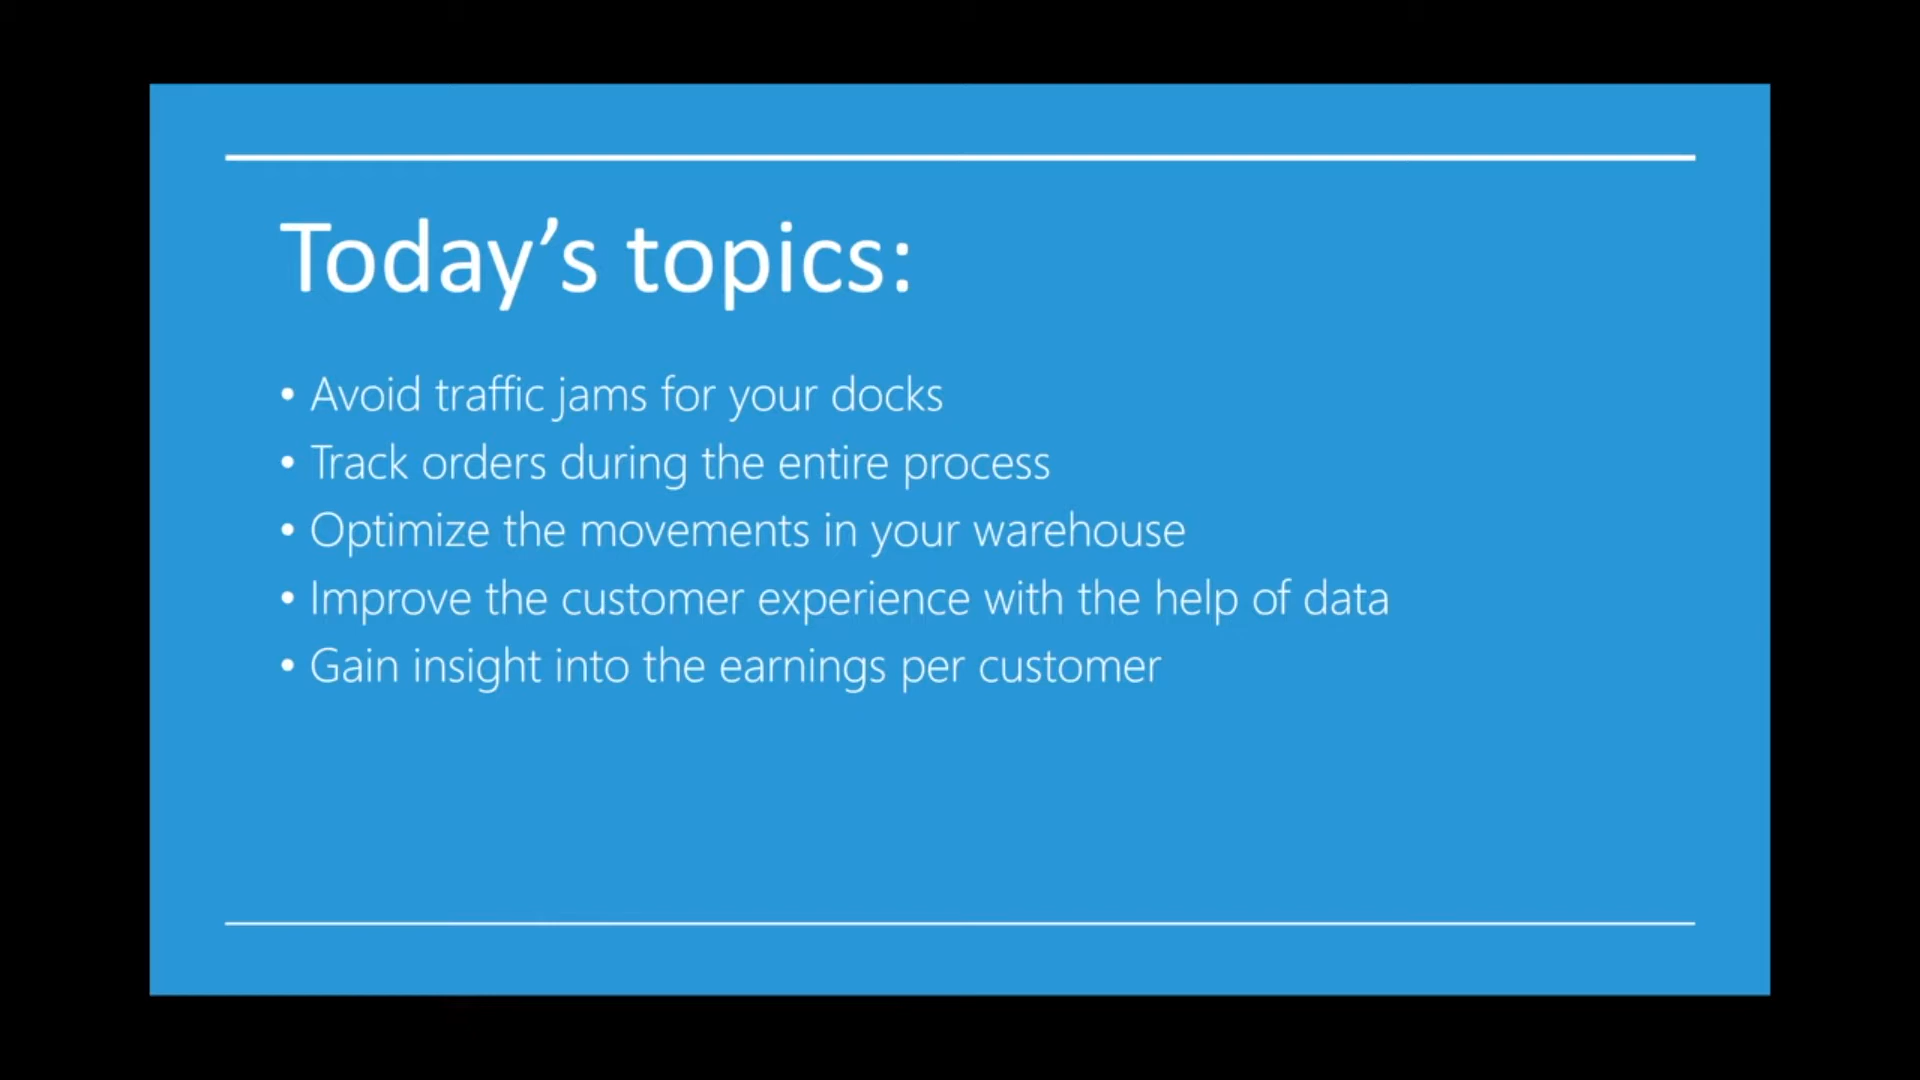 Today’s topics:
• Avoid traffic jams for your docks
• Track orders during the entire process
• Optimize the movements in your warehouse
• Improve the customer experience with the help of data
• Gain insight into the earnings per customer